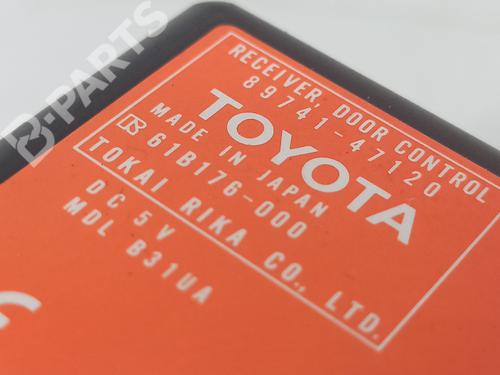 B-PARTS
RECEIVER, DOOR CONTROL
89741-47120
TOYOTA
MADE IN JAPAN
61B176-000
TOKAI RIKA CO., LTD.
DC 5V
MDL B31UA